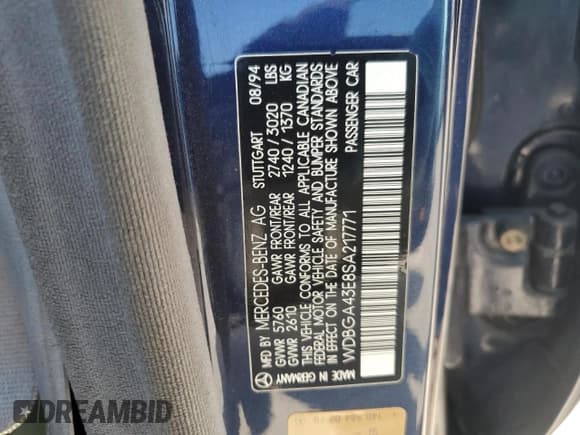 MFD BY MERCEDES-BENZ AG STUTTGART 08/94
GVWR 5760 GAWR FRONT/REAR 2740 / 3020 LBS
GVWR 2610 GAWR FRONT/REAR 1240 / 1370 KG
THIS VEHICLE CONFORMS TO ALL APPLICABLE CANADIAN
FEDERAL MOTOR VEHICLE SAFETY AND BUMPER STANDARDS
IN EFFECT ON THE DATE OF MANUFACTURE SHOWN ABOVE
WDBGA43E8SA217771 PASSENGER CAR
MADE IN GERMANY
DREAMBID